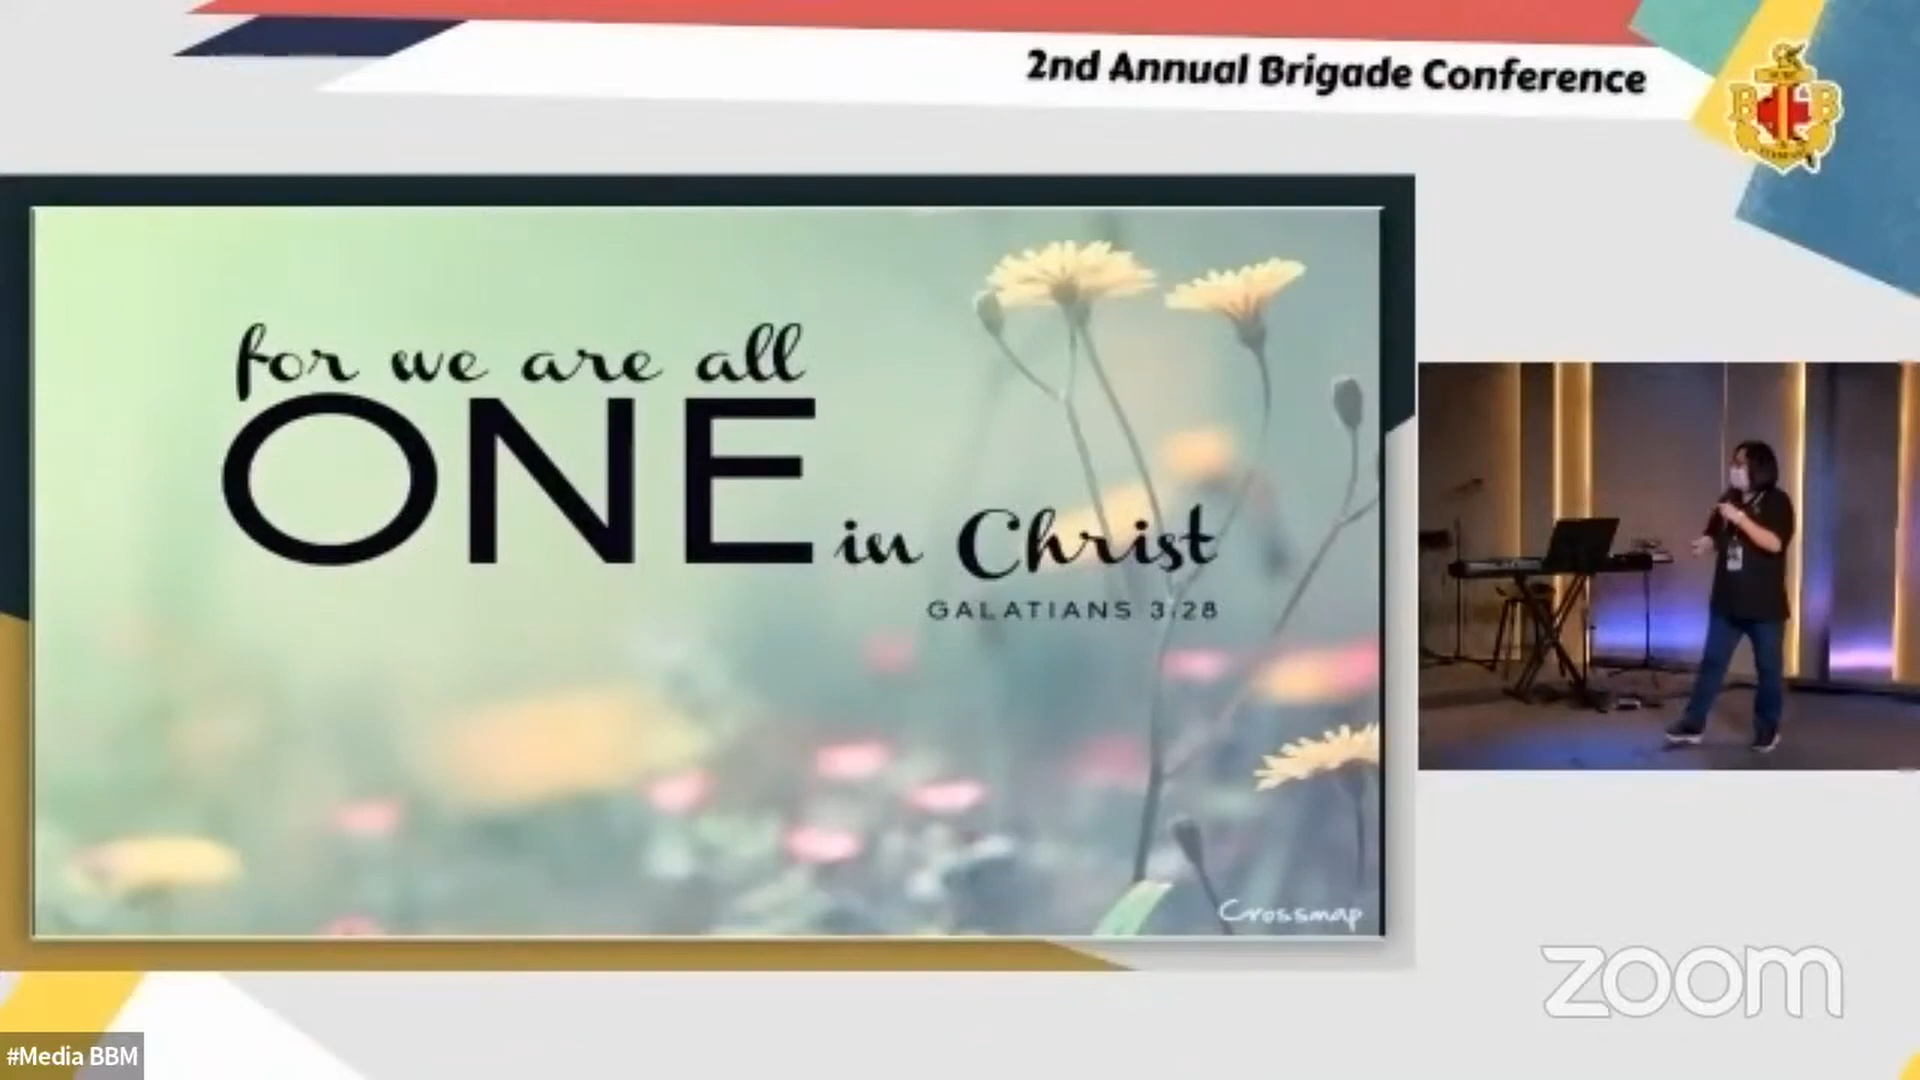 2nd Annual Brigade Conference
B B
for we are all
ONE in Christ
GALATIANS 3:28
Crossmap
zoom
#Media BBM